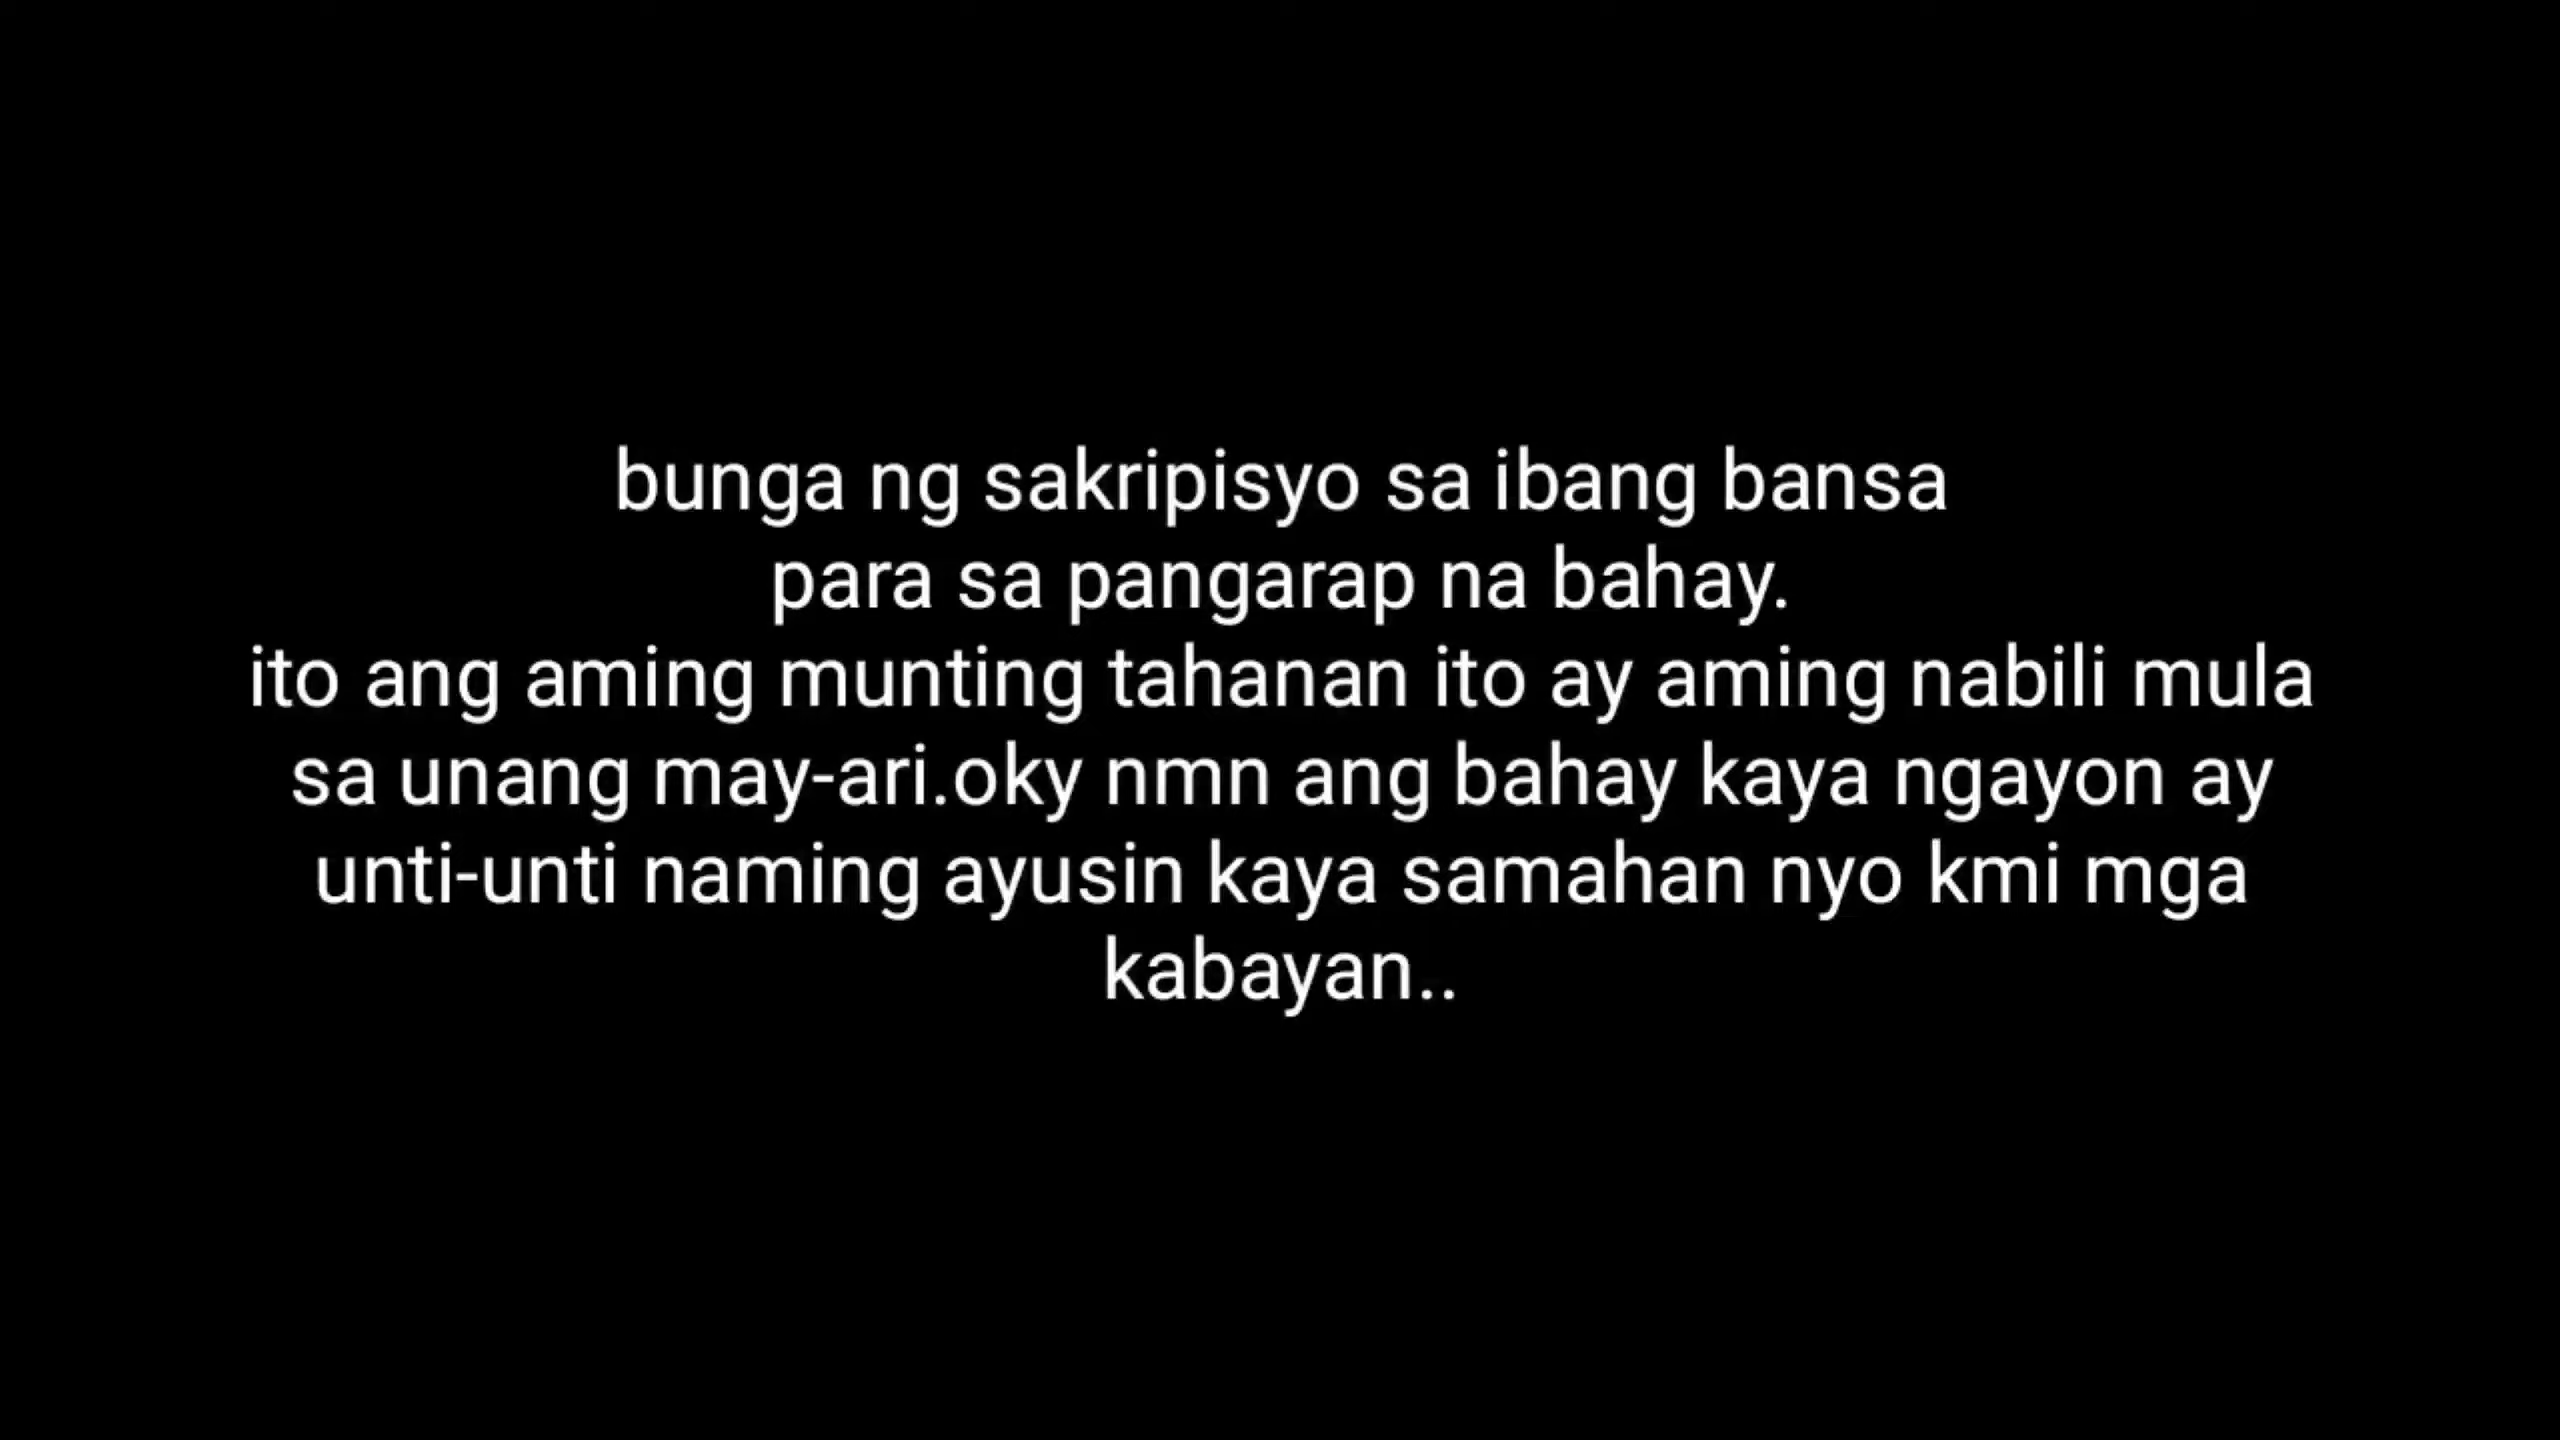 bunga ng sakripisyo sa ibang bansa
para sa pangarap na bahay.
ito ang aming munting tahanan ito ay aming nabili mula
sa unang may-ari.oky nmn ang bahay kaya ngayon ay
unti-unti naming ayusin kaya samahan nyo kmi mga
kabayan..